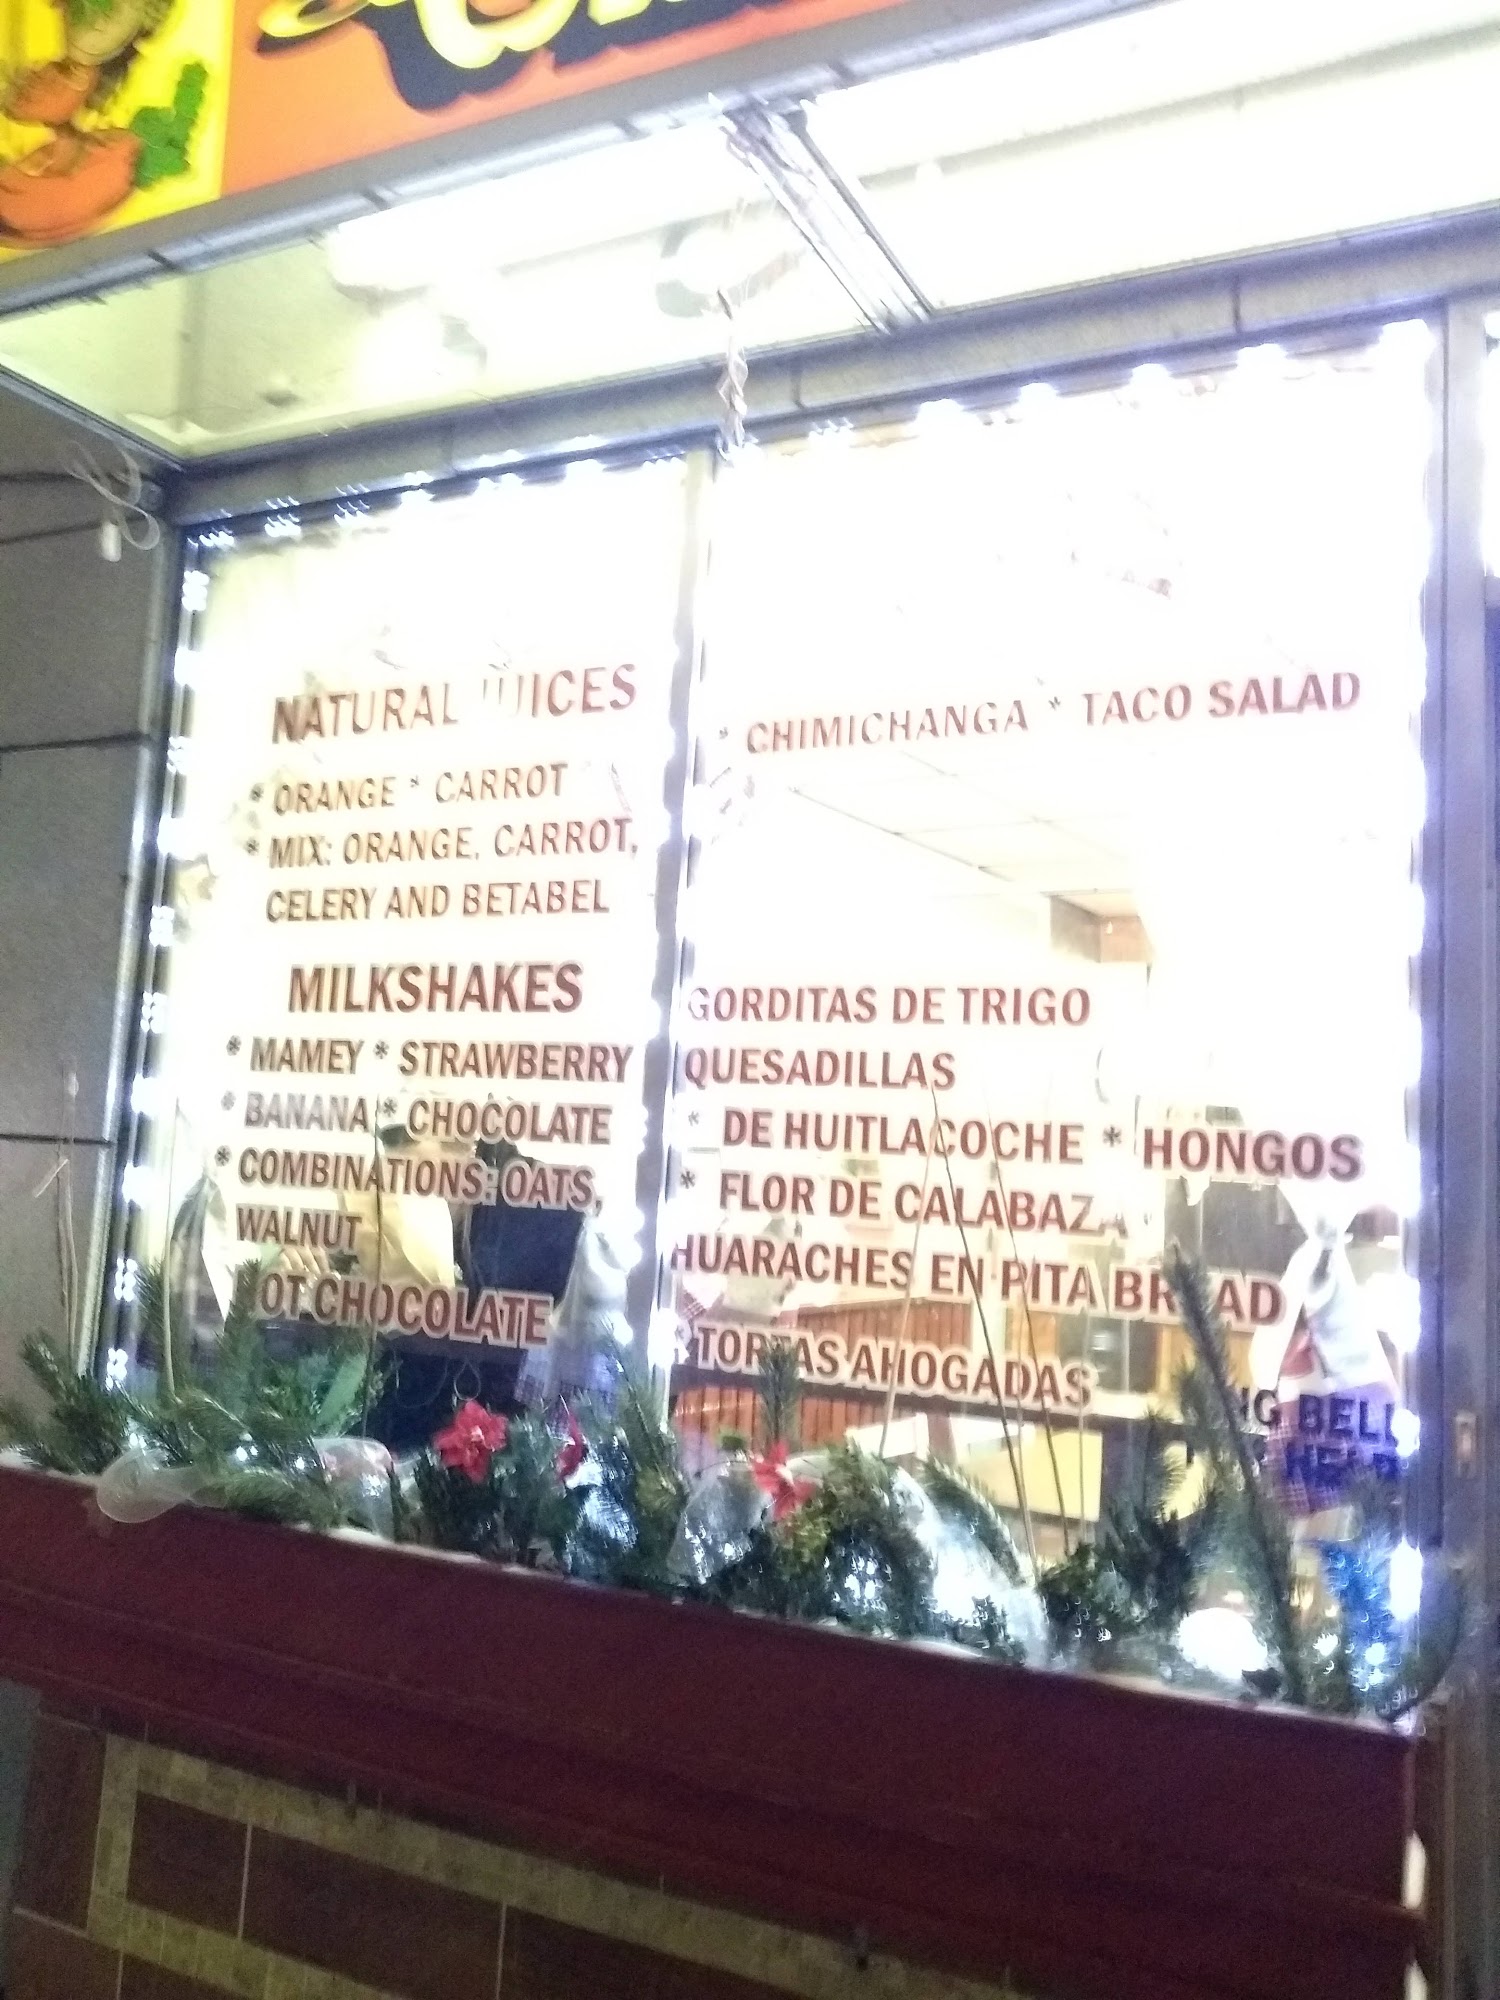 NATURAL JUICES
* ORANGE * CARROT
* MIX: ORANGE, CARROT,
CELERY AND BETABEL
MILKSHAKES
* MAMEY * STRAWBERRY
* BANANA * CHOCOLATE
* COMBINATIONS: OATS,
WALNUT
HOT CHOCOLATE
* CHIMICHANGA * TACO SALAD
GORDITAS DE TRIGO
QUESADILLAS
* DE HUITLACOCHE * HONGOS
* FLOR DE CALABAZA
HUARACHES EN PITA BREAD
* TORTAS AHOGADAS
BELL